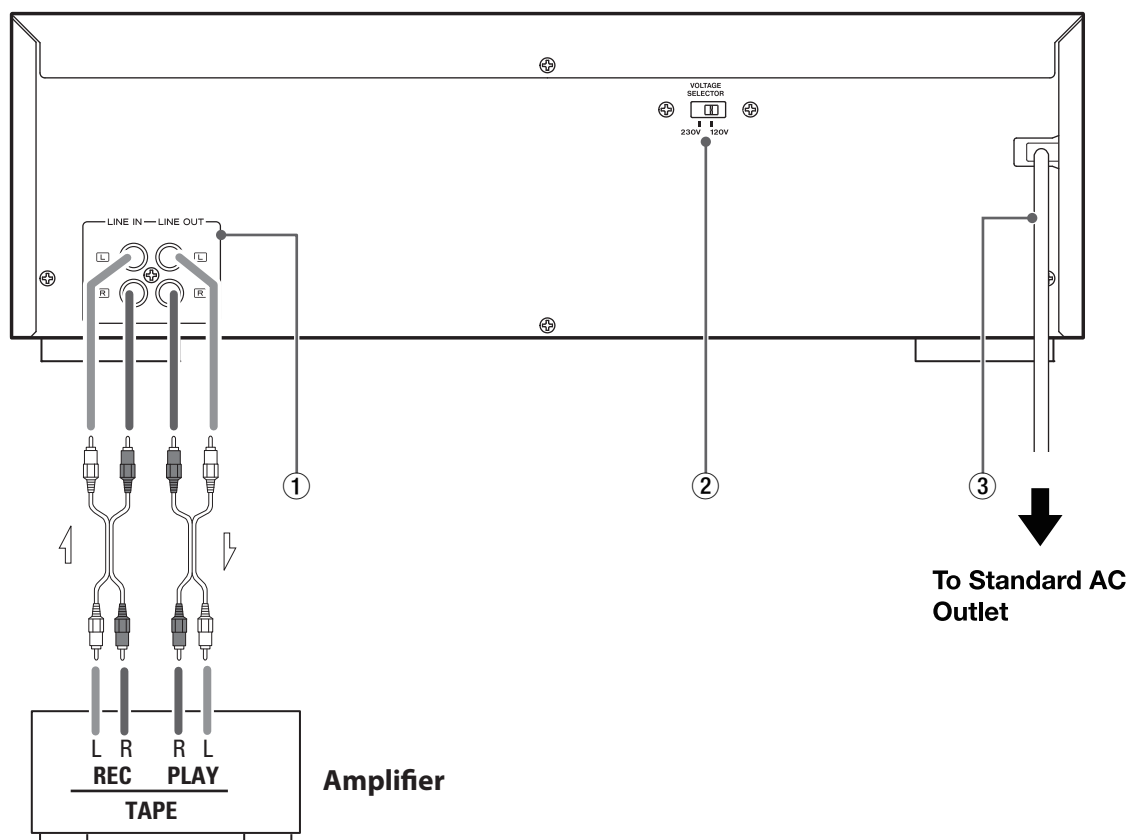 VOLTAGE
SELECTOR
230V 120V
LINE IN LINE OUT
L L
R R
1 2 3
To Standard AC
Outlet
L R R L
REC PLAY
TAPE
Amplifier